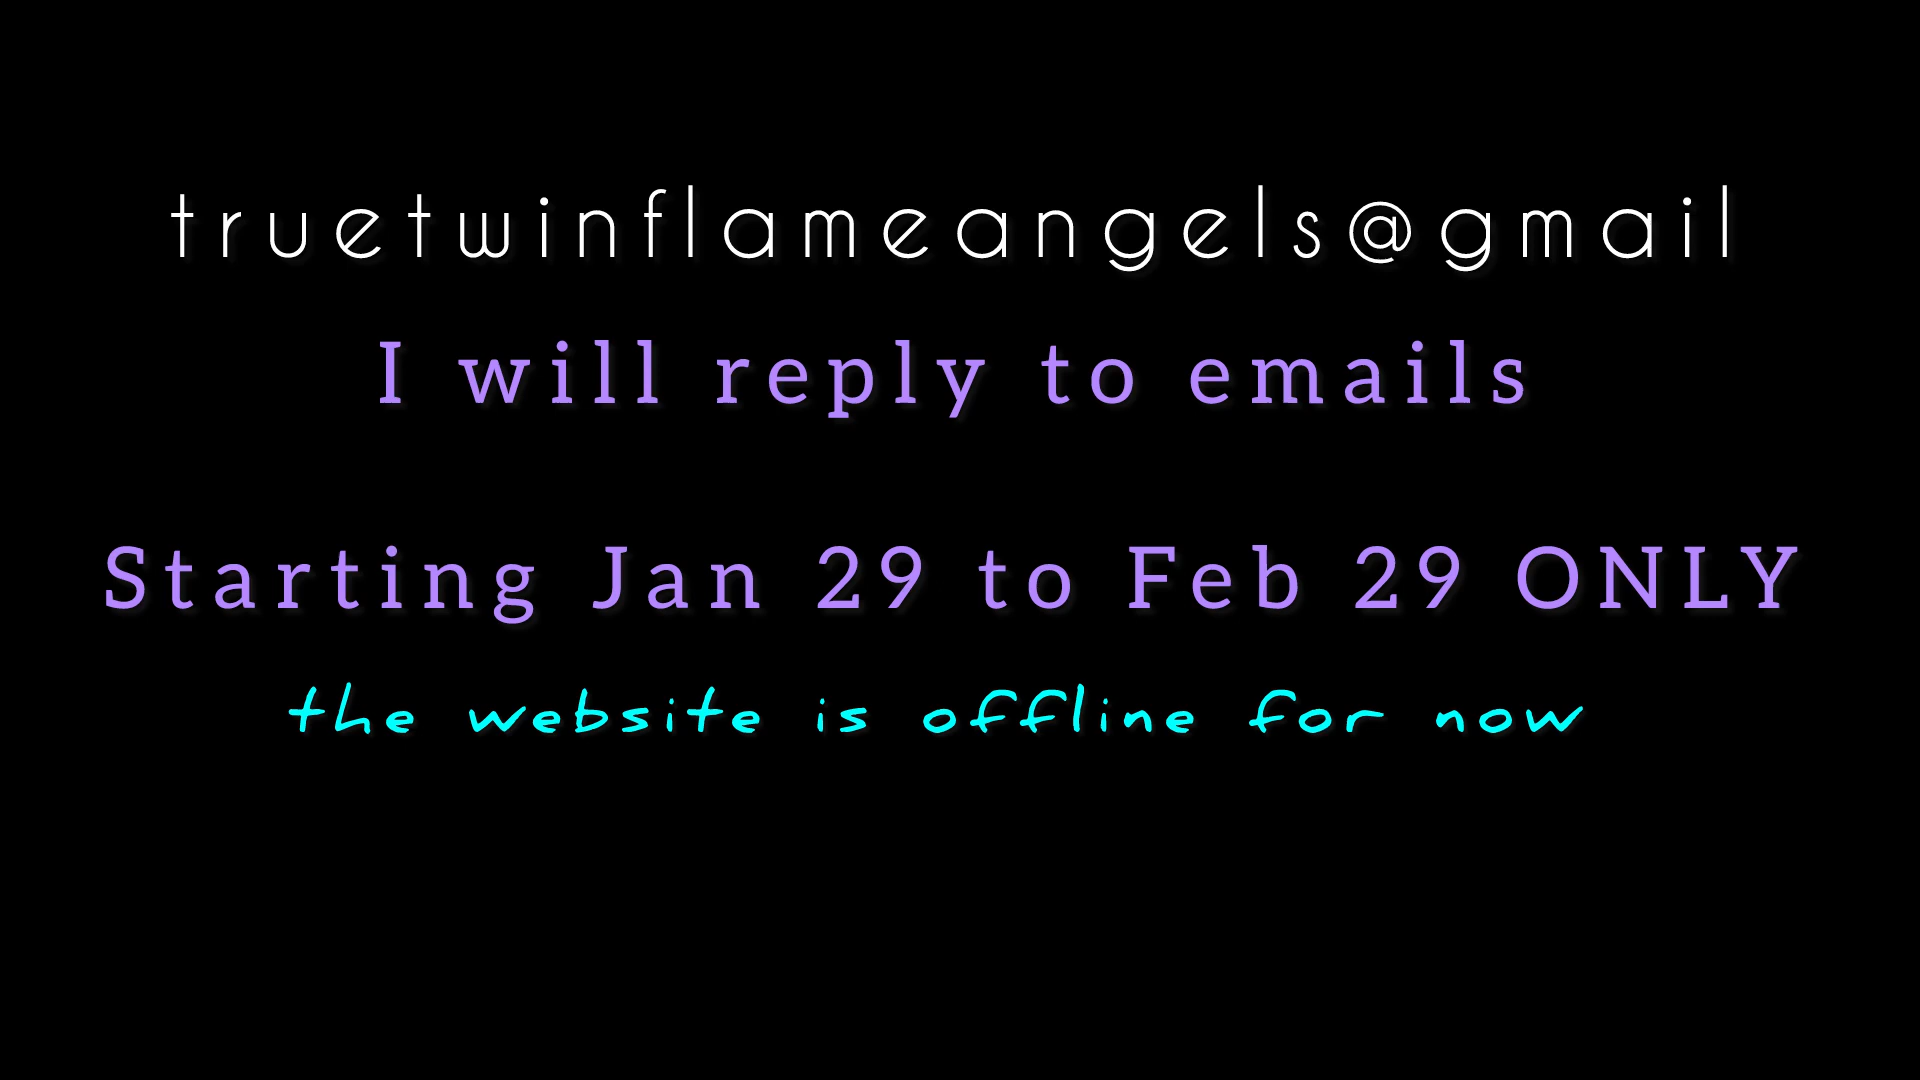 truetwinflameangels@gmail
I will reply to emails
Starting Jan 29 to Feb 29 ONLY
the website is offline for now